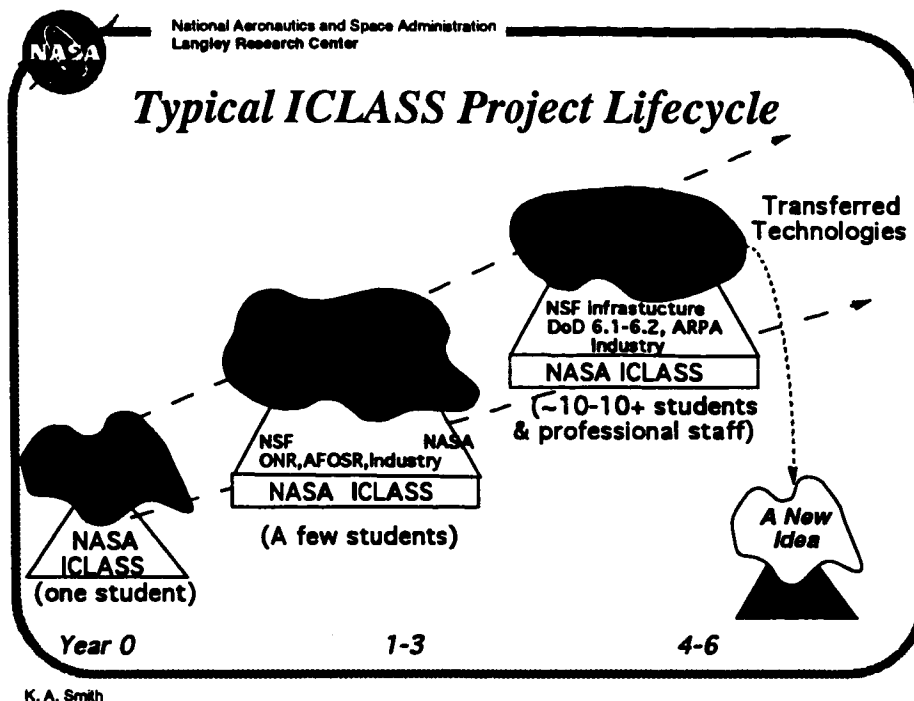 National Aeronautics and Space Administration
Langley Research Center
NASA
Typical ICLASS Project Lifecycle
Transferred
Technologies
NSF infrastucture
DoD 6.1-6.2, ARPA
Industry
NASA ICLASS
(~10-10+ students
& professional staff)
NSF NASA
ONR,AFOSR,Industry
NASA ICLASS
(A few students)
NASA
ICLASS
(one student)
A New
Idea
Year 0 1-3 4-6
K. A. Smith